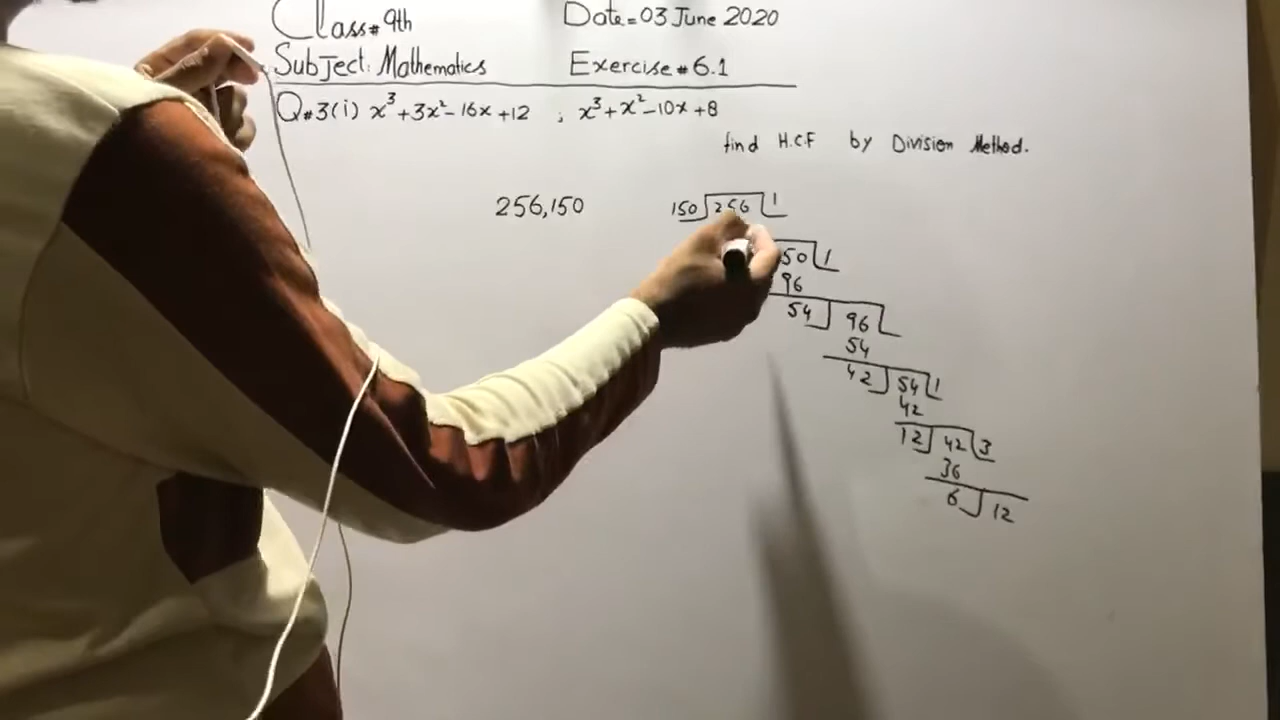 Class# 9th Date=03 June 2020
Subject: Mathematics Exercise # 6.1
Q#3(i) x³+3x²-16x+12 ; x³+x²-10x+8
find H.C.F by Division Method.
256,150 150 256 1
50 1
96
54 96
54
42 54 1
42
12 42 3
36
6 12